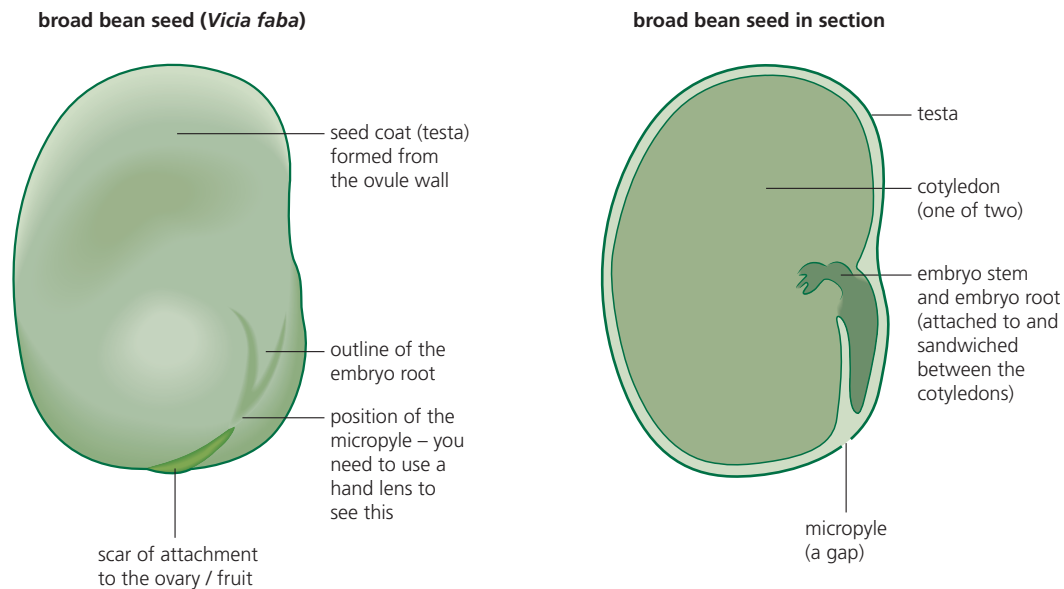 broad bean seed (Vicia faba)
seed coat (testa)
formed from
the ovule wall
outline of the
embryo root
position of the
micropyle – you
need to use a
hand lens to
see this
scar of attachment
to the ovary / fruit
broad bean seed in section
testa
cotyledon
(one of two)
embryo stem
and embryo root
(attached to and
sandwiched
between the
cotyledons)
micropyle
(a gap)